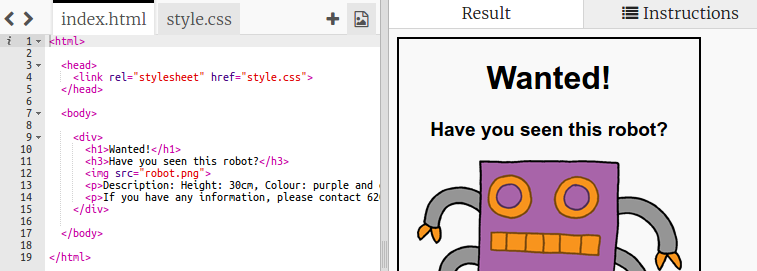 index.html style.css
Result Instructions
i 1 <html>
2
3 <head>
4 <link rel="stylesheet" href="style.css">
5 </head>
6
7 <body>
8
9 <div>
10 <h1>Wanted!</h1>
11 <h3>Have you seen this robot?</h3>
12 <img src="robot.png">
13 <p>Description: Height: 30cm, Colour: purple and
14 <p>If you have any information, please contact 620
15 </div>
16
17 </body>
18
19 </html>
Wanted!
Have you seen this robot?